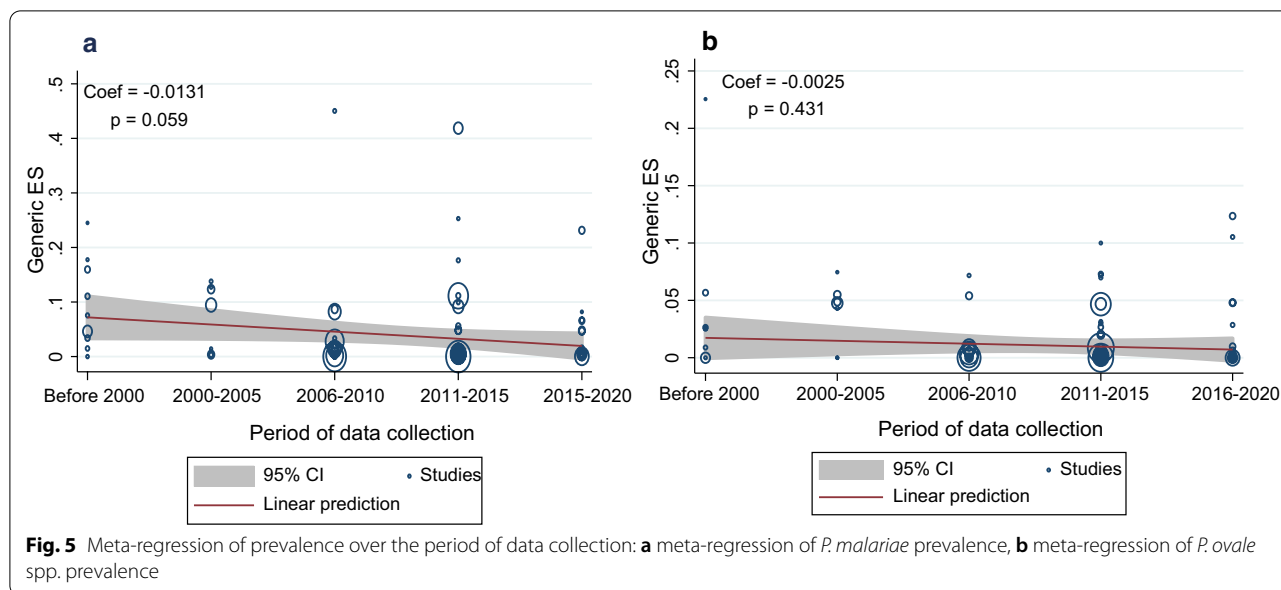 a
Coef = -0.0131
p = 0.059
Generic ES
.5
.4
.3
.2
.1
0
Before 2000 2000-2005 2006-2010 2011-2015 2015-2020
Period of data collection
95% CI Studies
Linear prediction
b
Coef = -0.0025
p = 0.431
Generic ES
.25
.2
.15
.1
.05
0
Before 2000 2000-2005 2006-2010 2011-2015 2016-2020
Period of data collection
95% CI Studies
Linear prediction
Fig. 5 Meta-regression of prevalence over the period of data collection: a meta-regression of P. malariae prevalence, b meta-regression of P. ovale
spp. prevalence